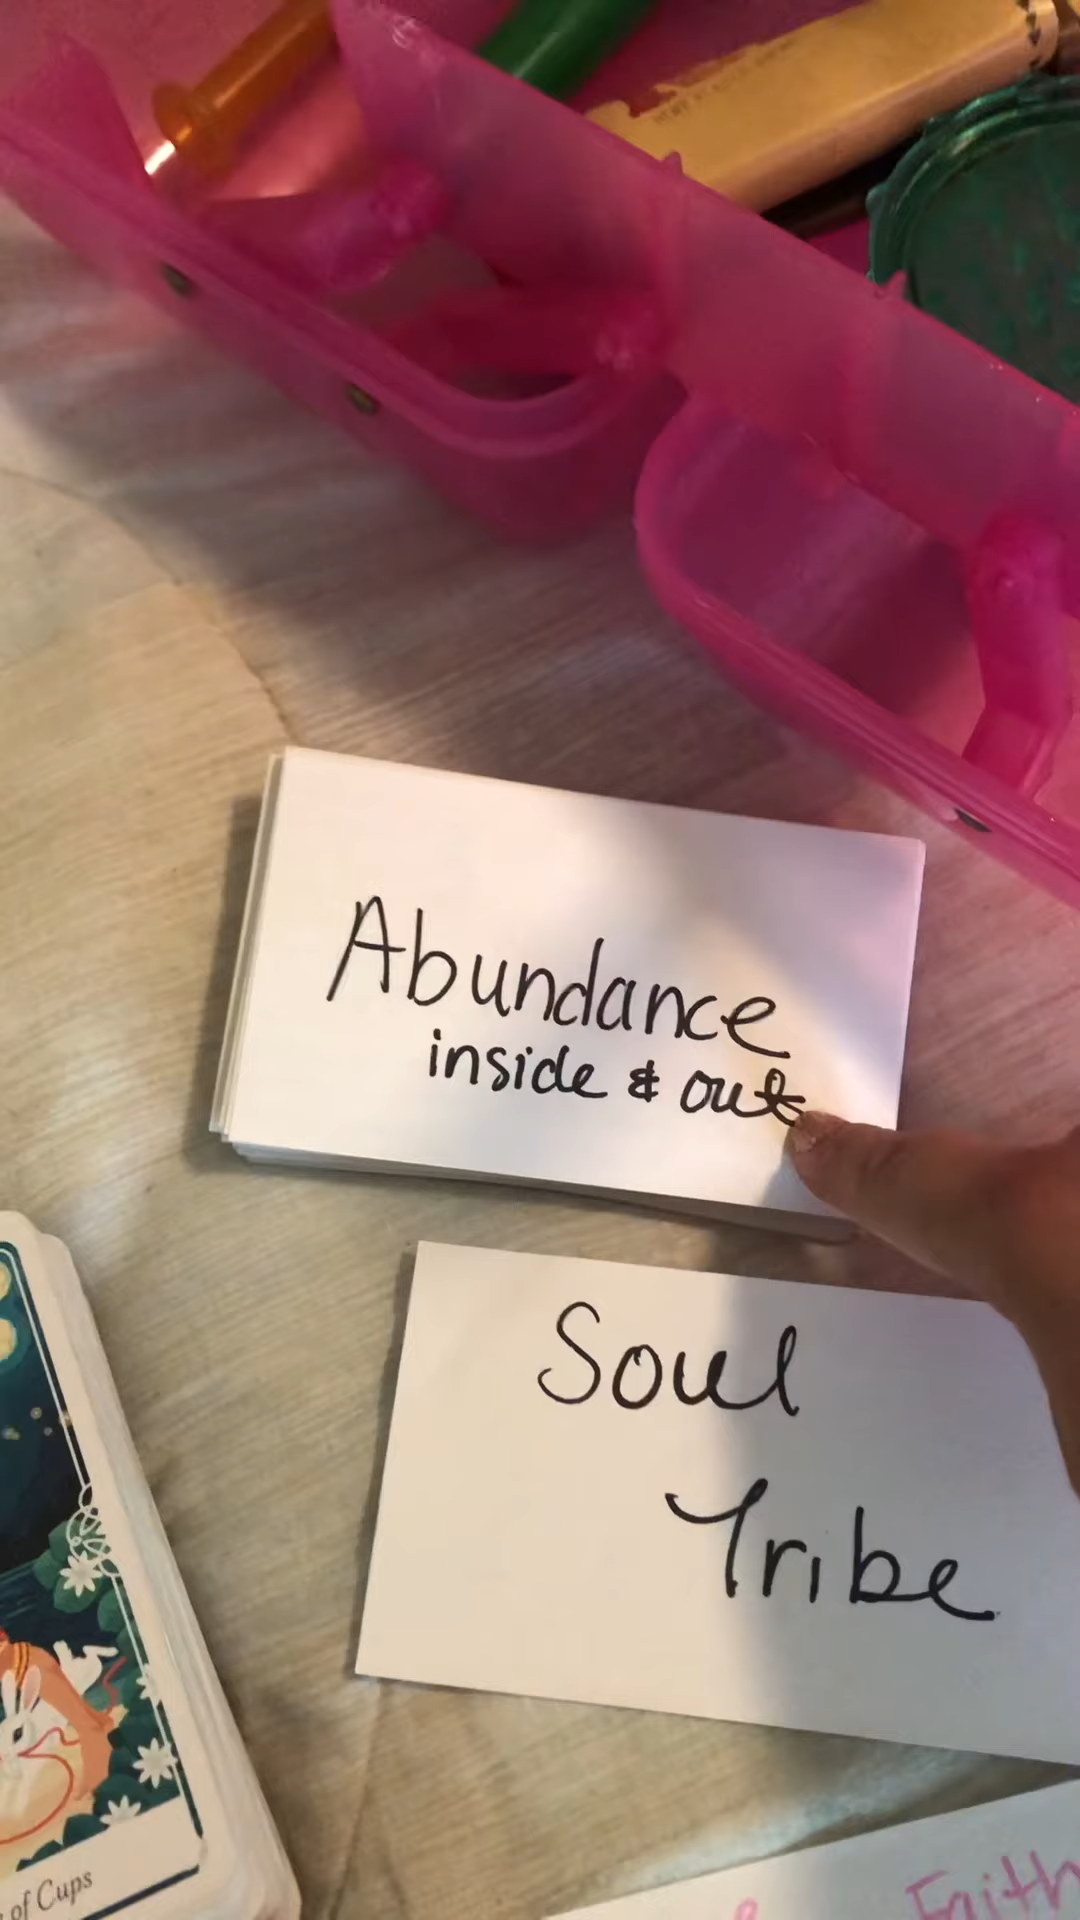 Abundance
inside & out
Soul
Tribe
of Cups
Faith